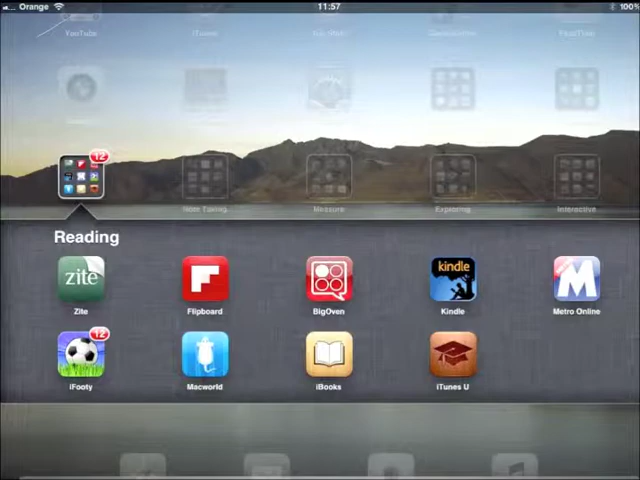 Orange 11:57 100%
YouTube iTunes
12
Note Taking Measure Exploring Interactive
Reading
zite kindle M
Zite Flipboard BigOven Kindle Metro Online
12
iFooty Macworld iBooks iTunes U